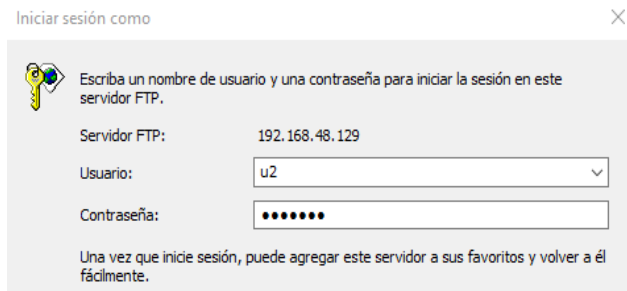 Iniciar sesión como
Escriba un nombre de usuario y una contraseña para iniciar la sesión en este
servidor FTP.
Servidor FTP: 192.168.48.129
Usuario: u2
Contraseña: •••••••
Una vez que inicie sesión, puede agregar este servidor a sus favoritos y volver a él
fácilmente.